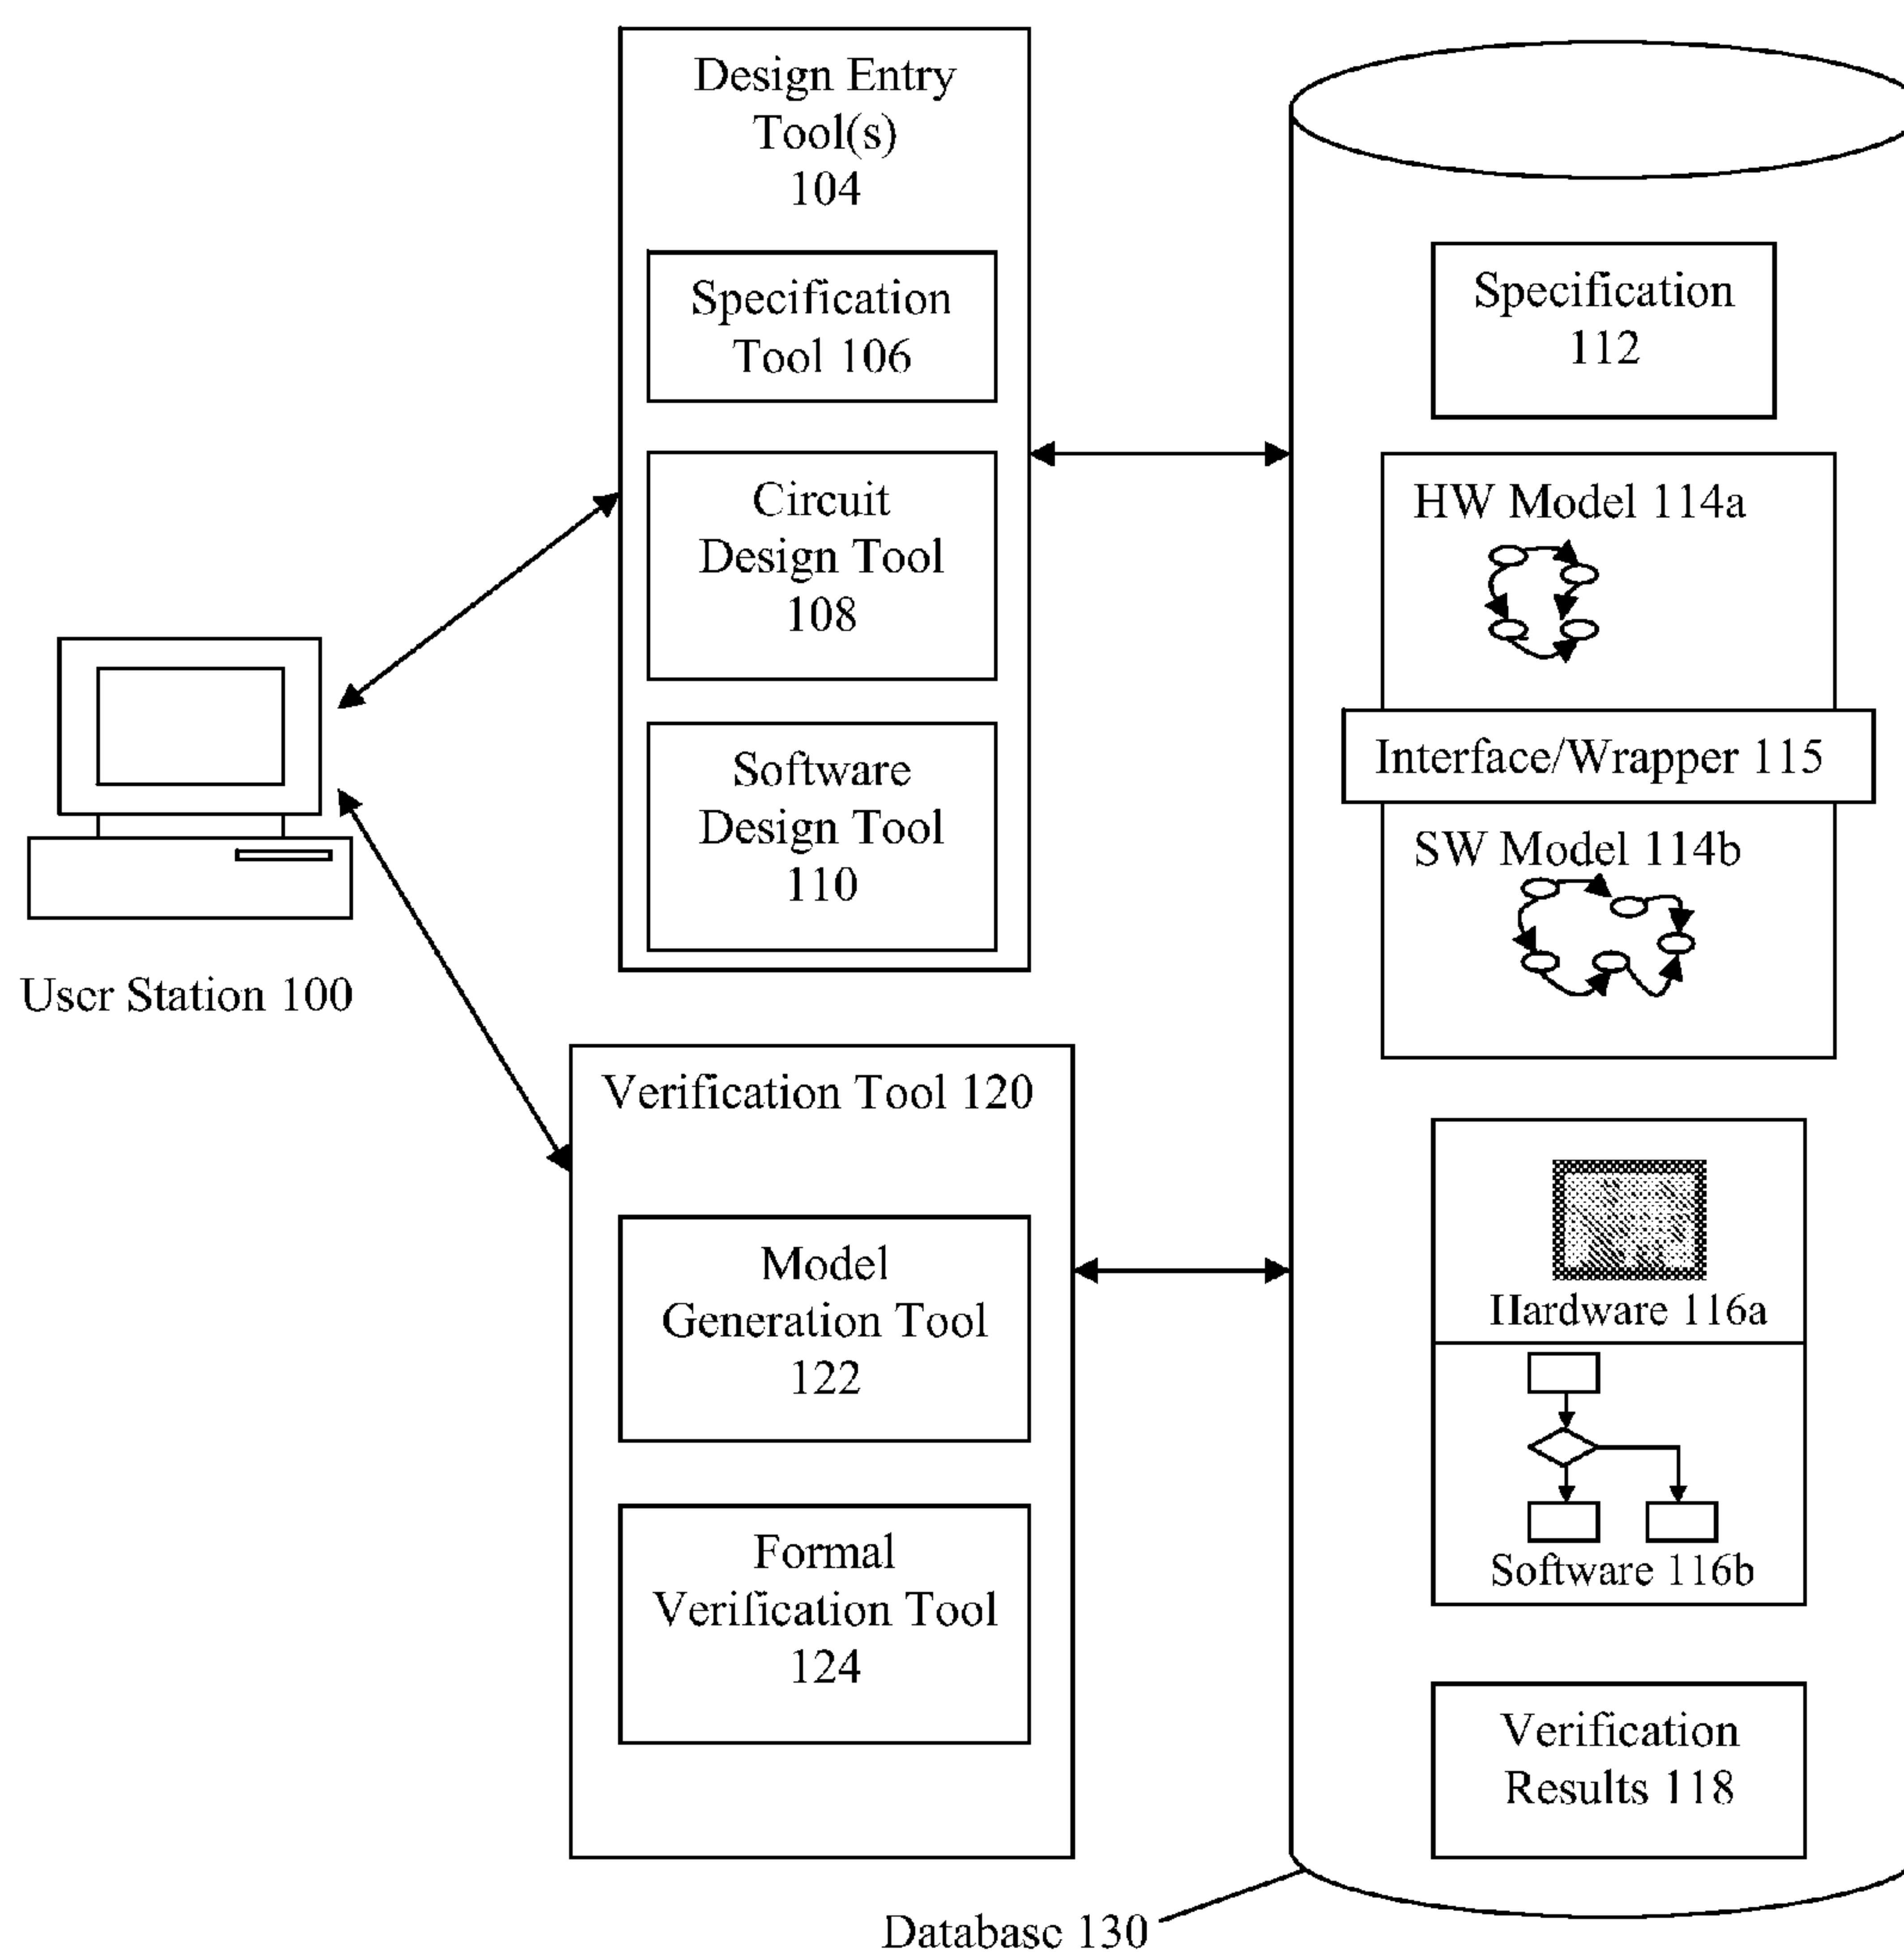 Design Entry
Tool(s)
104
Specification
Tool 106
Circuit
Design Tool
108
Software
Design Tool
110
User Station 100
Verification Tool 120
Model
Generation Tool
122
Formal
Verification Tool
124
Specification
112
HW Model 114a
Interface/Wrapper 115
SW Model 114b
Hardware 116a
Software 116b
Verification
Results 118
Database 130